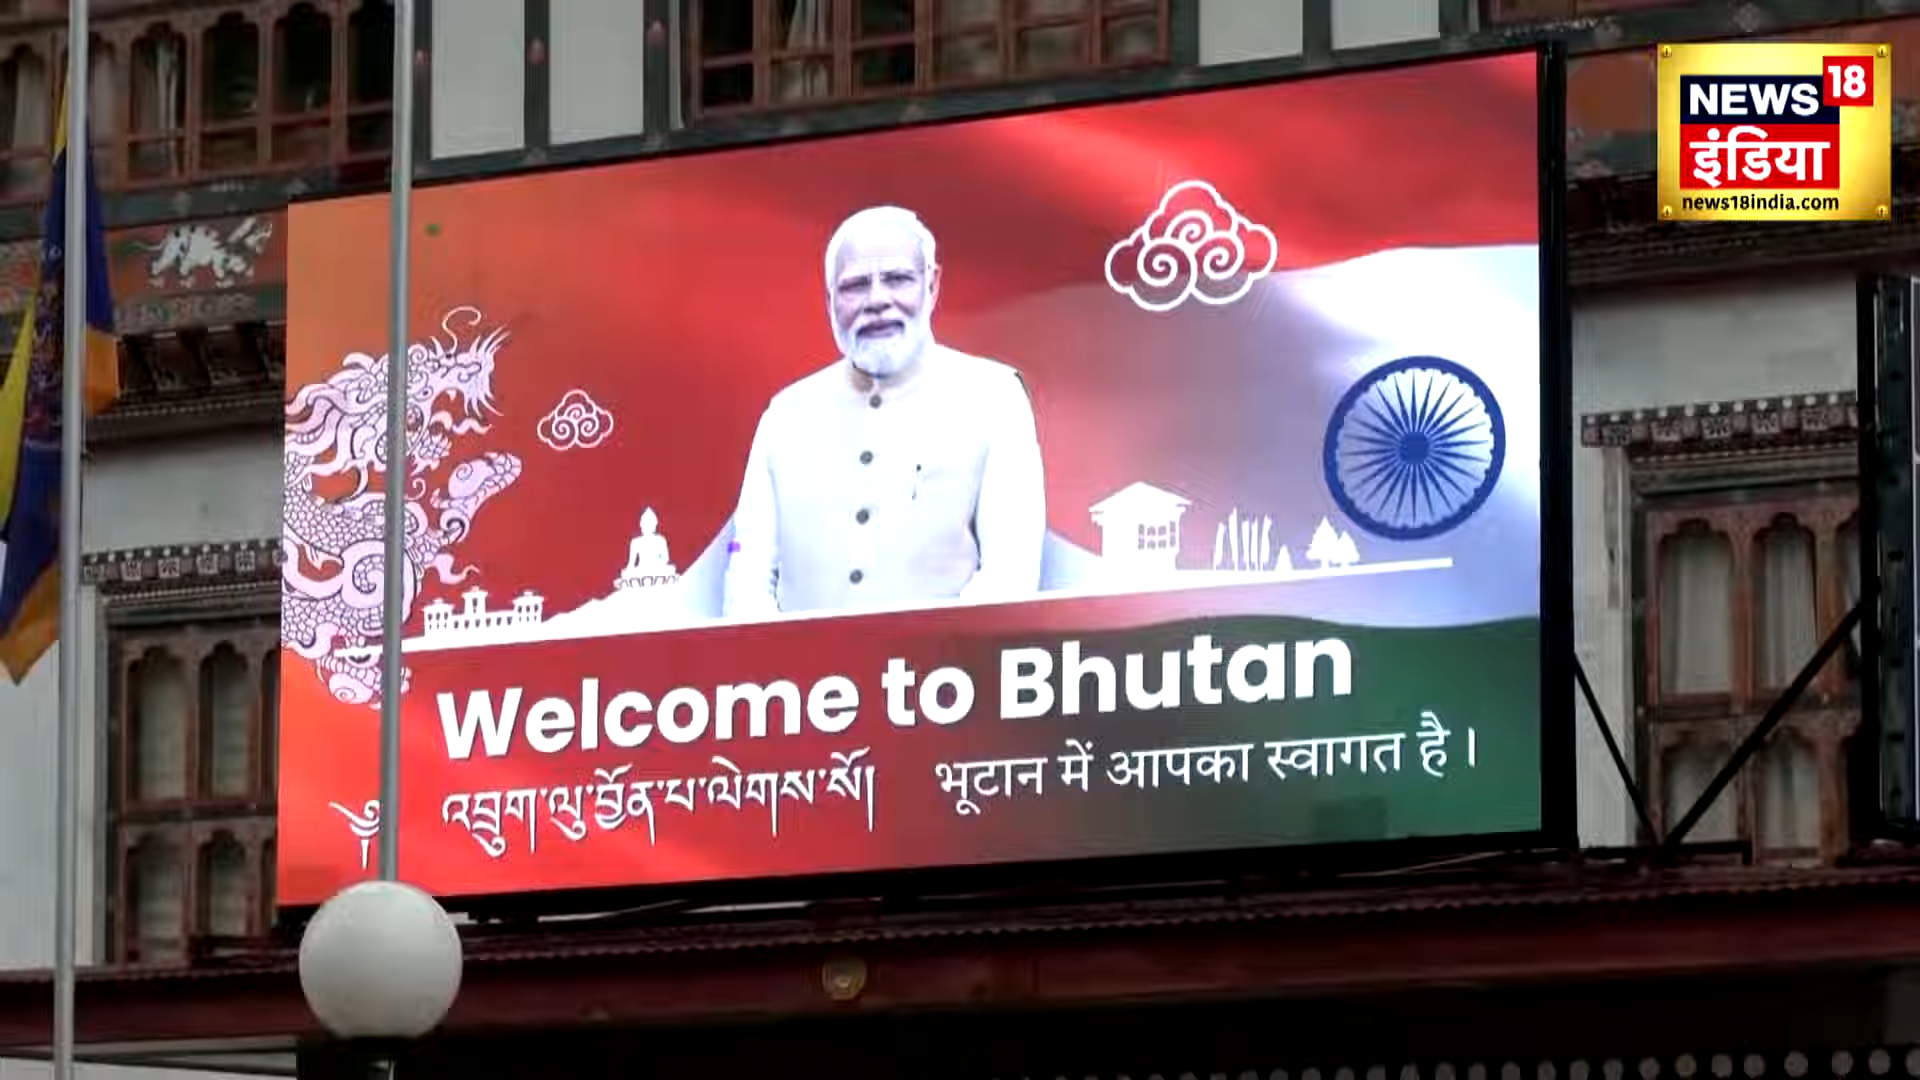 NEWS 18
इंडिया
news18india.com
Welcome to Bhutan
འབྲུག་ལུ་བྱོན་པ་ལེགས་སོ། भूटान में आपका स्वागत है।